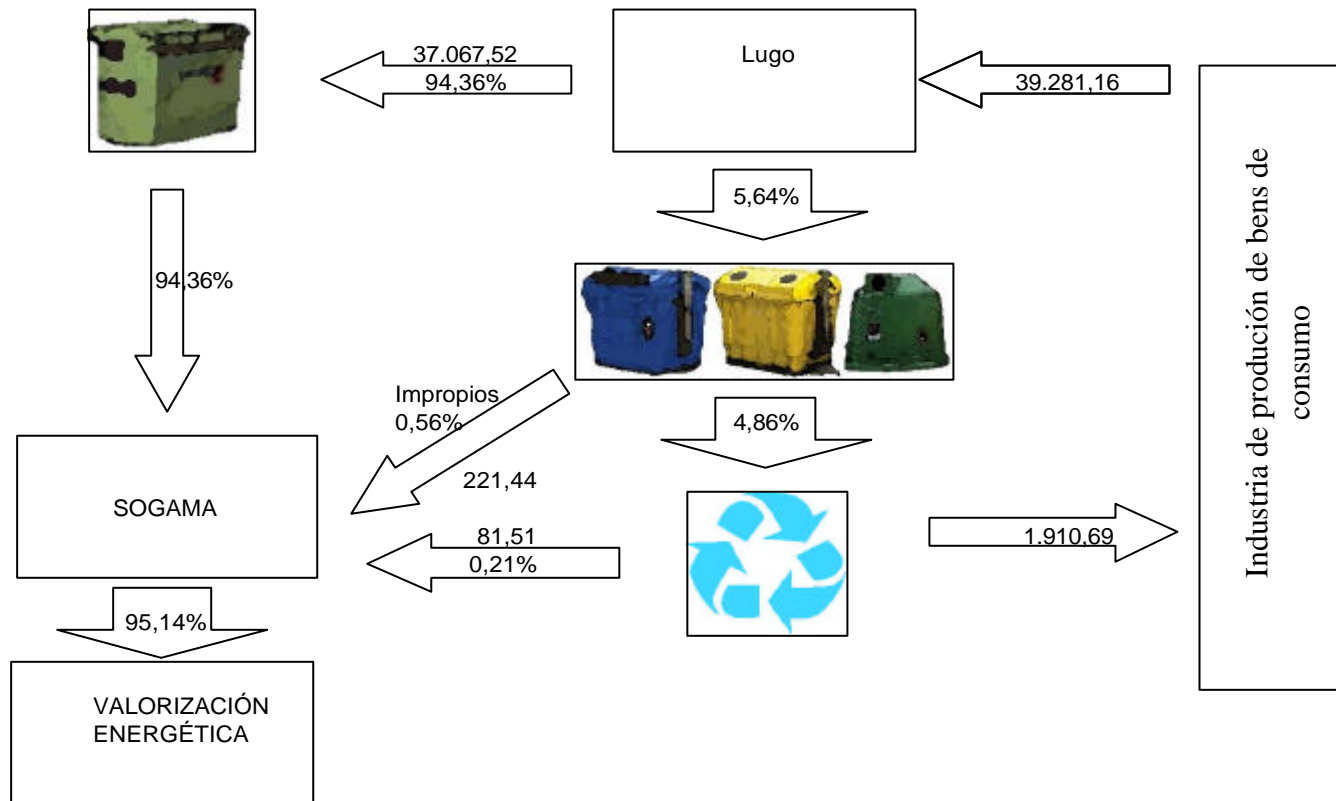 37.067,52
94,36%
Lugo
39.281,16
5,64%
94,36%
Impropios
0,56%
221,44
4,86%
SOGAMA
81,51
0,21%
1.910,69
95,14%
VALORIZACIÓN
ENERGÉTICA
Industria de produción de bens de
consumo